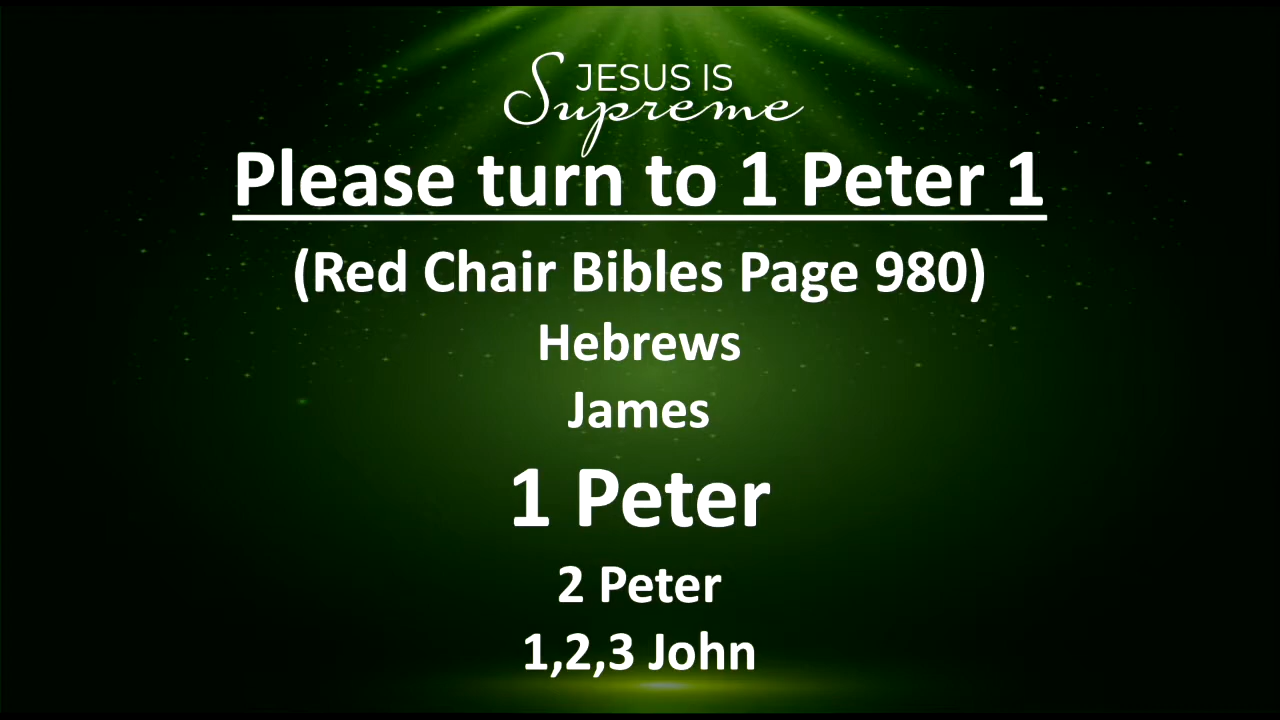 JESUS IS
Supreme
Please turn to 1 Peter 1
(Red Chair Bibles Page 980)
Hebrews
James
1 Peter
2 Peter
1,2,3 John